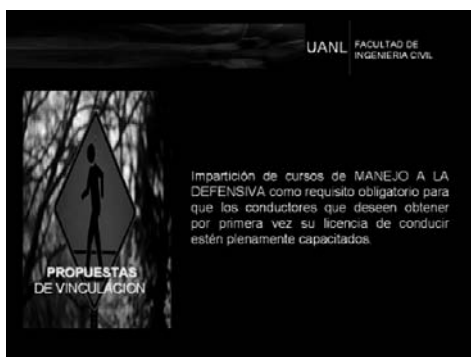 UANL
FACULTAD DE
INGENIERIA CIVIL
Impartición de cursos de MANEJO A LA
DEFENSIVA como requisito obligatorio para
que los conductores que deseen obtener
por primera vez su licencia de conducir
estén plenamente capacitados.
PROPUESTAS
DE VINCULACION